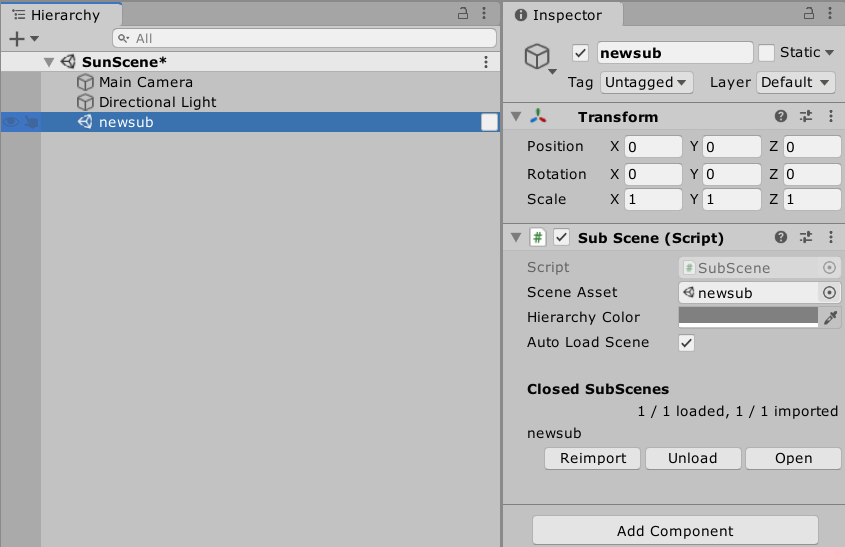 Hierarchy
All
SunScene*
Main Camera
Directional Light
newsub
Inspector
newsub Static
Tag Untagged Layer Default
Transform
Position X 0 Y 0 Z 0
Rotation X 0 Y 0 Z 0
Scale X 1 Y 1 Z 1
# Sub Scene (Script)
Script # SubScene
Scene Asset newsub
Hierarchy Color
Auto Load Scene
Closed SubScenes
1 / 1 loaded, 1 / 1 imported
newsub
Reimport Unload Open
Add Component